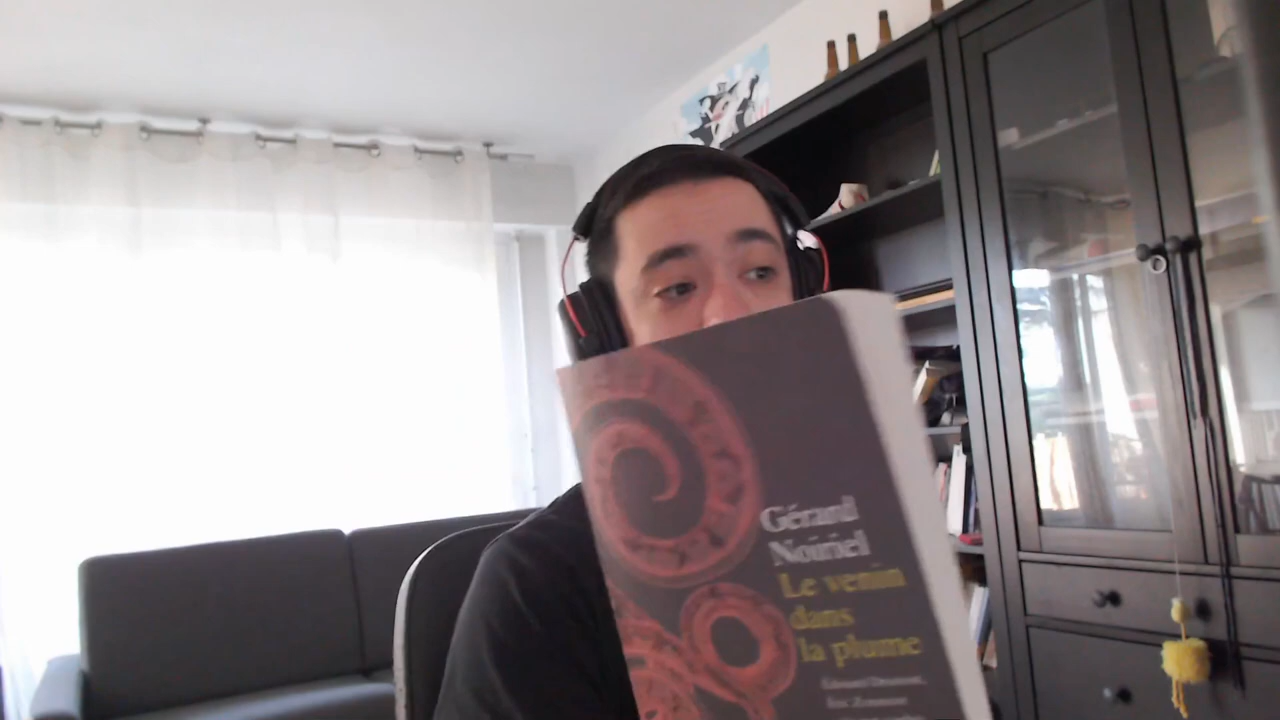 Gérard
Noiriel
Le venin
dans
la plume
Édouard Drumont,
Éric Zemmour